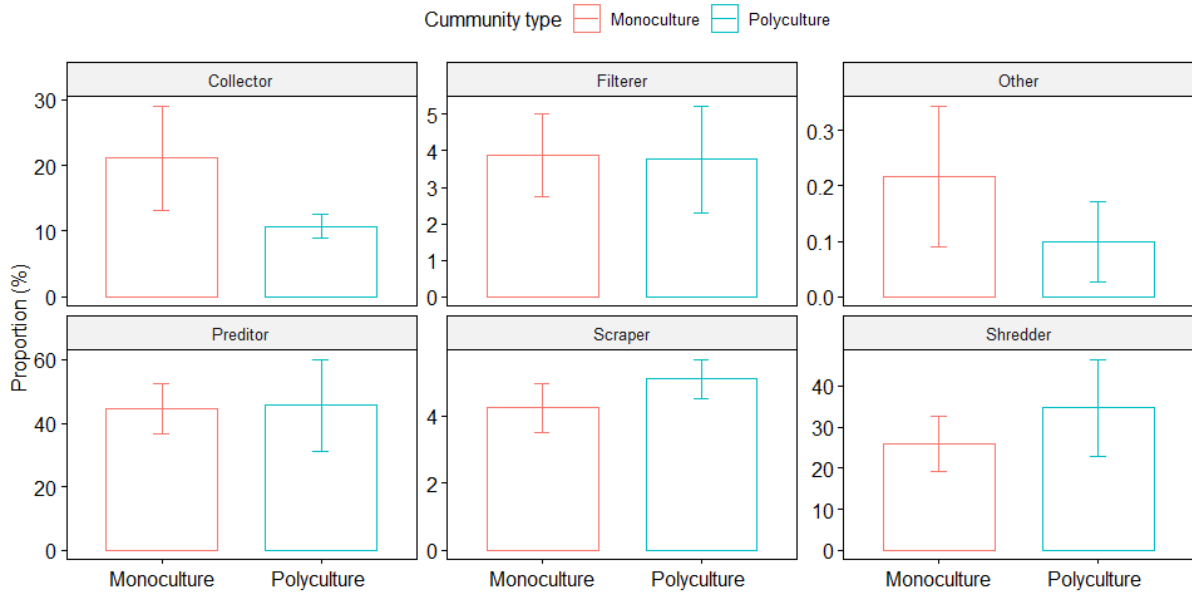 Cummunity type Monoculture Polyculture
Collector Filterer Other
30 5 0.3
20 4 0.2
10 3 0.1
0 2 0.0
1
0
Proportion (%)
Preditor Scraper Shredder
60 4 40
40 2 30
20 0 20
0 10
0
Monoculture Polyculture Monoculture Polyculture Monoculture Polyculture